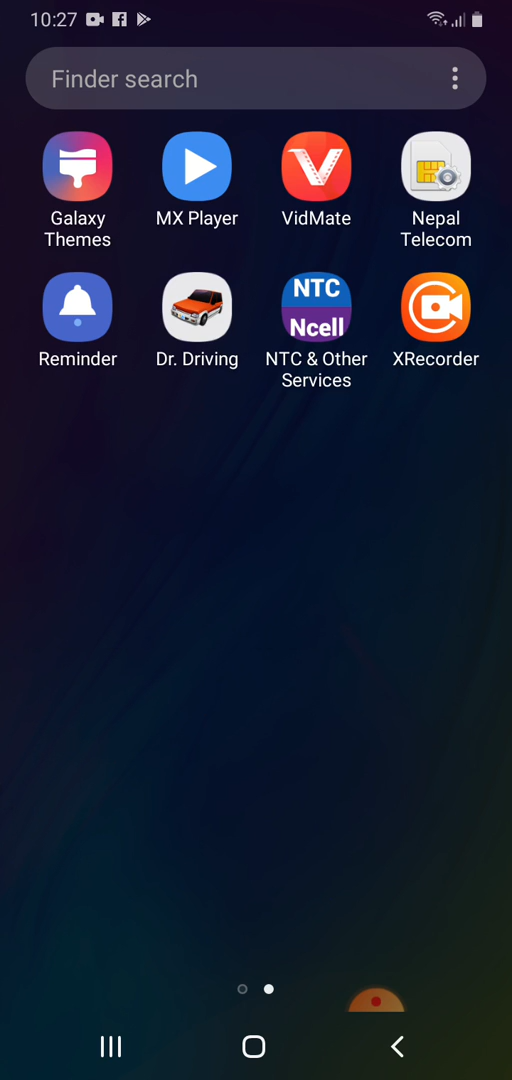 10:27
Finder search
Galaxy Themes
MX Player
VidMate
Nepal Telecom
Reminder
Dr. Driving
NTC
Ncell
NTC & Other Services
XRecorder